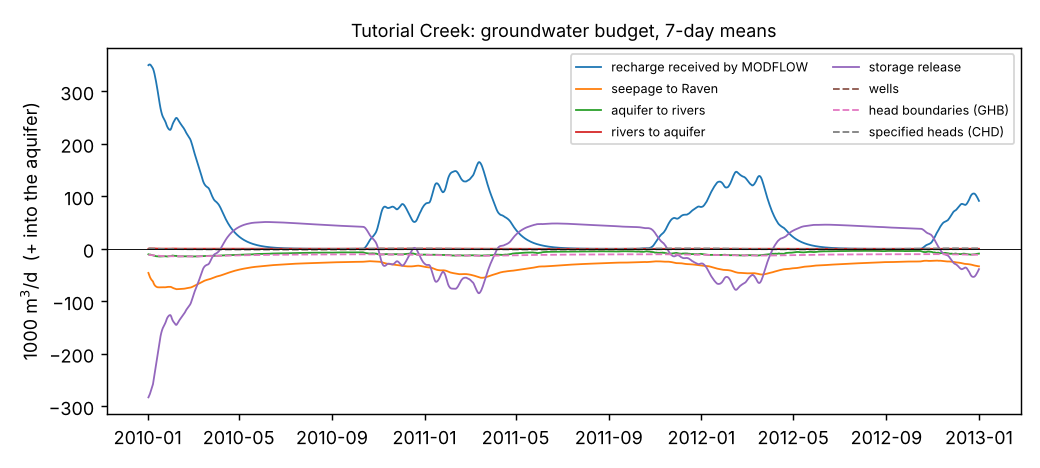 Tutorial Creek: groundwater budget, 7-day means
1000 m³/d (+ into the aquifer)
300
200
100
0
−100
−200
−300
recharge received by MODFLOW
seepage to Raven
aquifer to rivers
rivers to aquifer
storage release
wells
head boundaries (GHB)
specified heads (CHD)
2010-01 2010-05 2010-09 2011-01 2011-05 2011-09 2012-01 2012-05 2012-09 2013-01